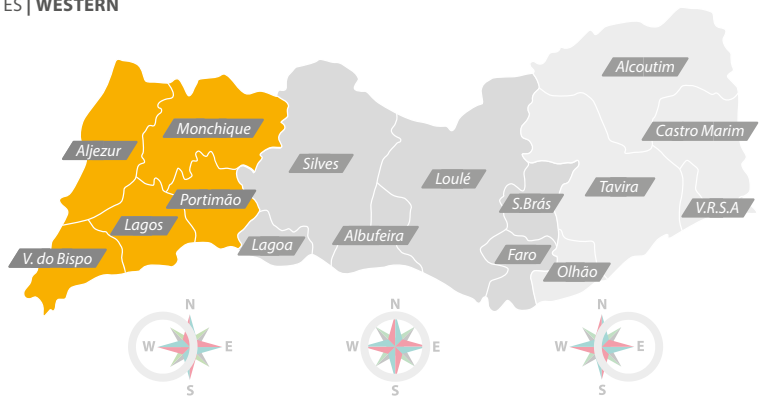 ES | WESTERN
Alcoutim
Monchique
Castro Marim
Aljezur
Silves
Loulé
Tavira
Portimão
S.Brás
V.R.S.A
Lagos
Albufeira
Lagoa
Faro
V. do Bispo
Olhão
N
W E
S
N
W E
S
N
W E
S